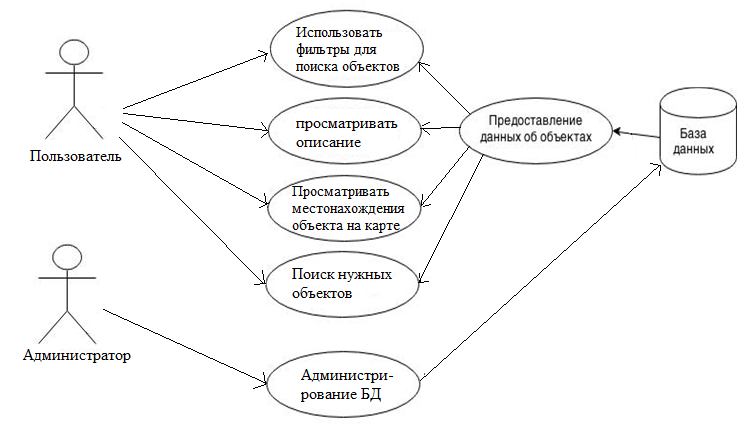 Использовать
фильтры для
поиска объектов
Пользователь
просматривать
описание
Предоставление
данных об объектах
База
данных
Просматривать
местонахождения
объекта на карте
Поиск нужных
объектов
Администратор
Администри-
рование БД